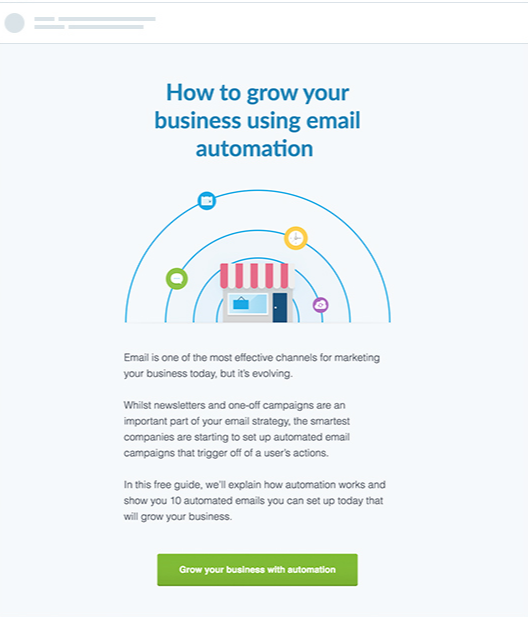 How to grow your
business using email
automation
Email is one of the most effective channels for marketing
your business today, but it's evolving.
Whilst newsletters and one-off campaigns are an
important part of your email strategy, the smartest
companies are starting to set up automated email
campaigns that trigger off of a user's actions.
In this free guide, we'll explain how automation works and
show you 10 automated emails you can set up today that
will grow your business.
Grow your business with automation